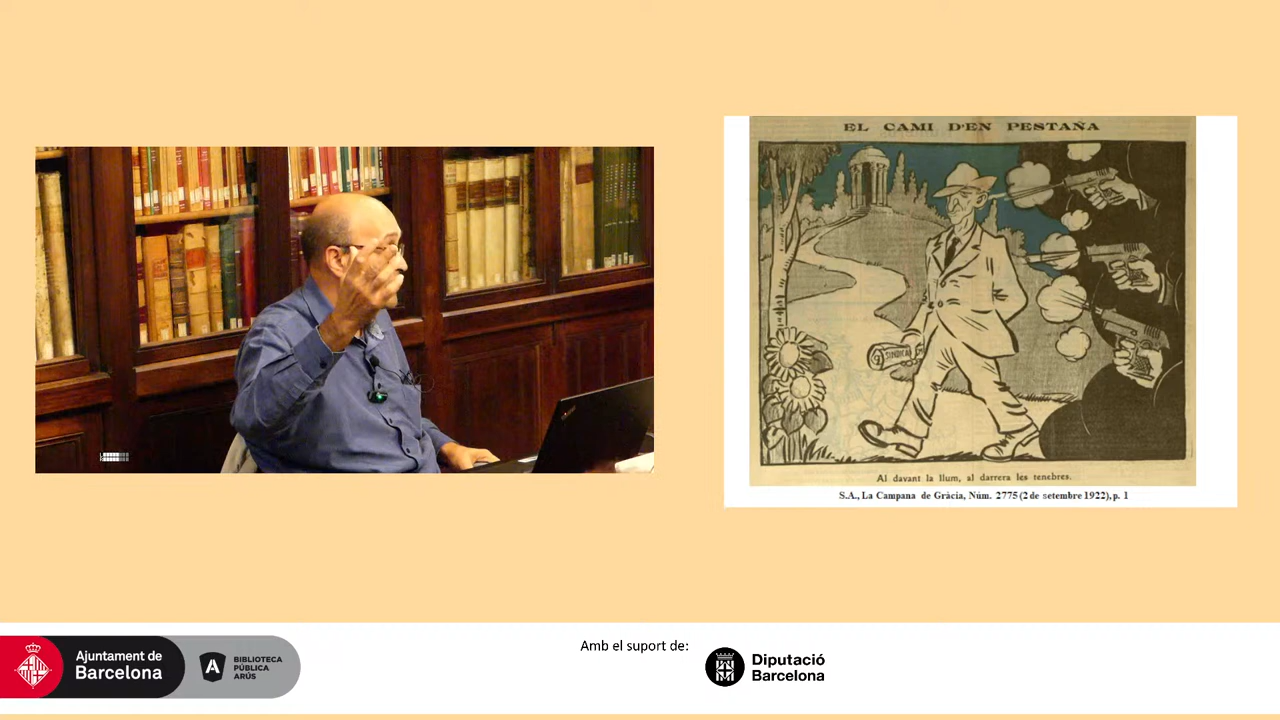 EL CAMI D'EN PESTAÑA
SINDICA
Al davant la llum, al darrera les tenebres.
S.A., La Campana de Gràcia, Núm. 2775 (2 de setembre 1922), p. 1
Ajuntament de
Barcelona
A
BIBLIOTECA
PÚBLICA
ARÚS
Amb el suport de:
Diputació
Barcelona